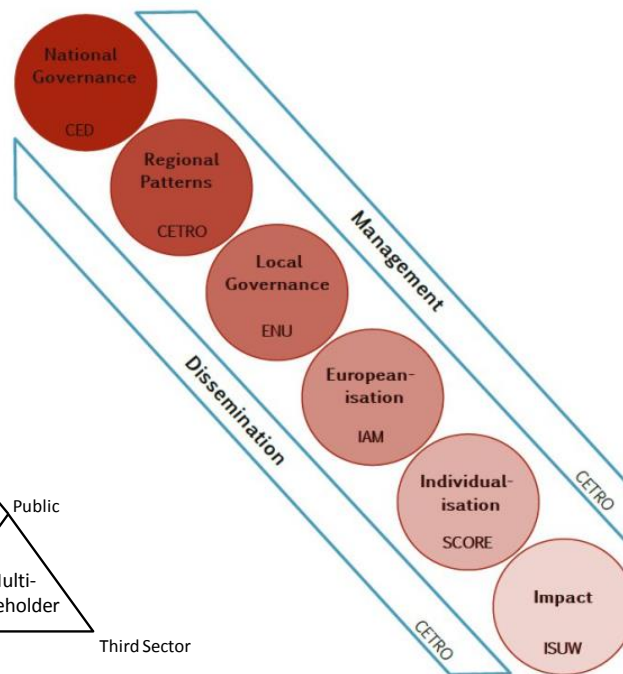 National
Governance
CED
Regional
Patterns
CETRO
Management
Local
Governance
ENU
Dissemination
European-
isation
IAM
Individual-
isation
SCORE
CETRO
Impact
ISUW
CETRO
Public
Third Sector